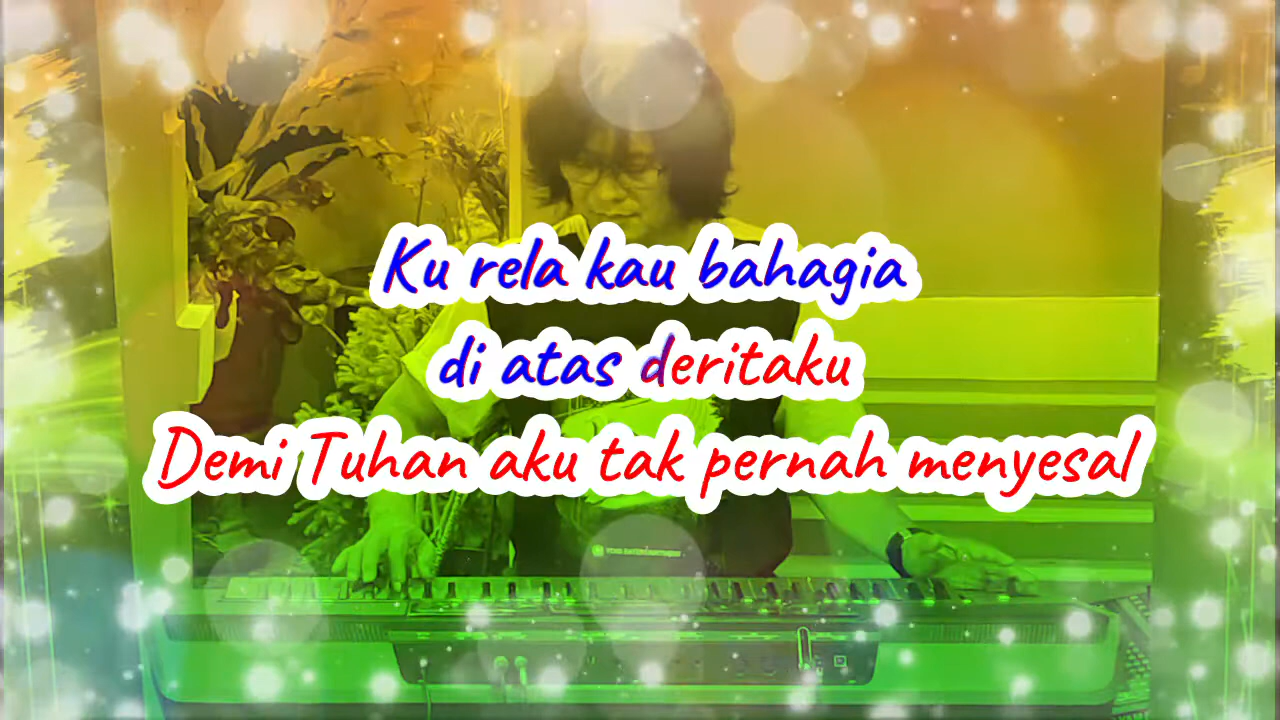 Ku rela kau bahagia
di atas deritaku
Demi Tuhan aku tak pernah menyesal